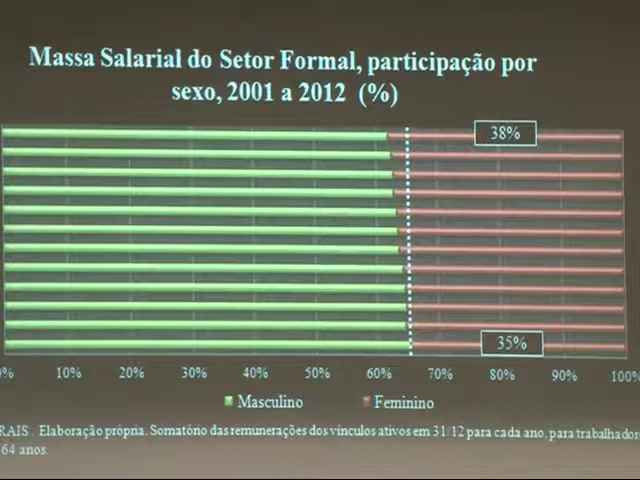 Massa Salarial do Setor Formal, participação por
sexo, 2001 a 2012 (%)
38%
35%
0% 10% 20% 30% 40% 50% 60% 70% 80% 90% 100%
Masculino Feminino
RAIS . Elaboração própria. Somatório das remunerações dos vínculos ativos em 31/12 para cada ano, para trabalhadores
64 anos.